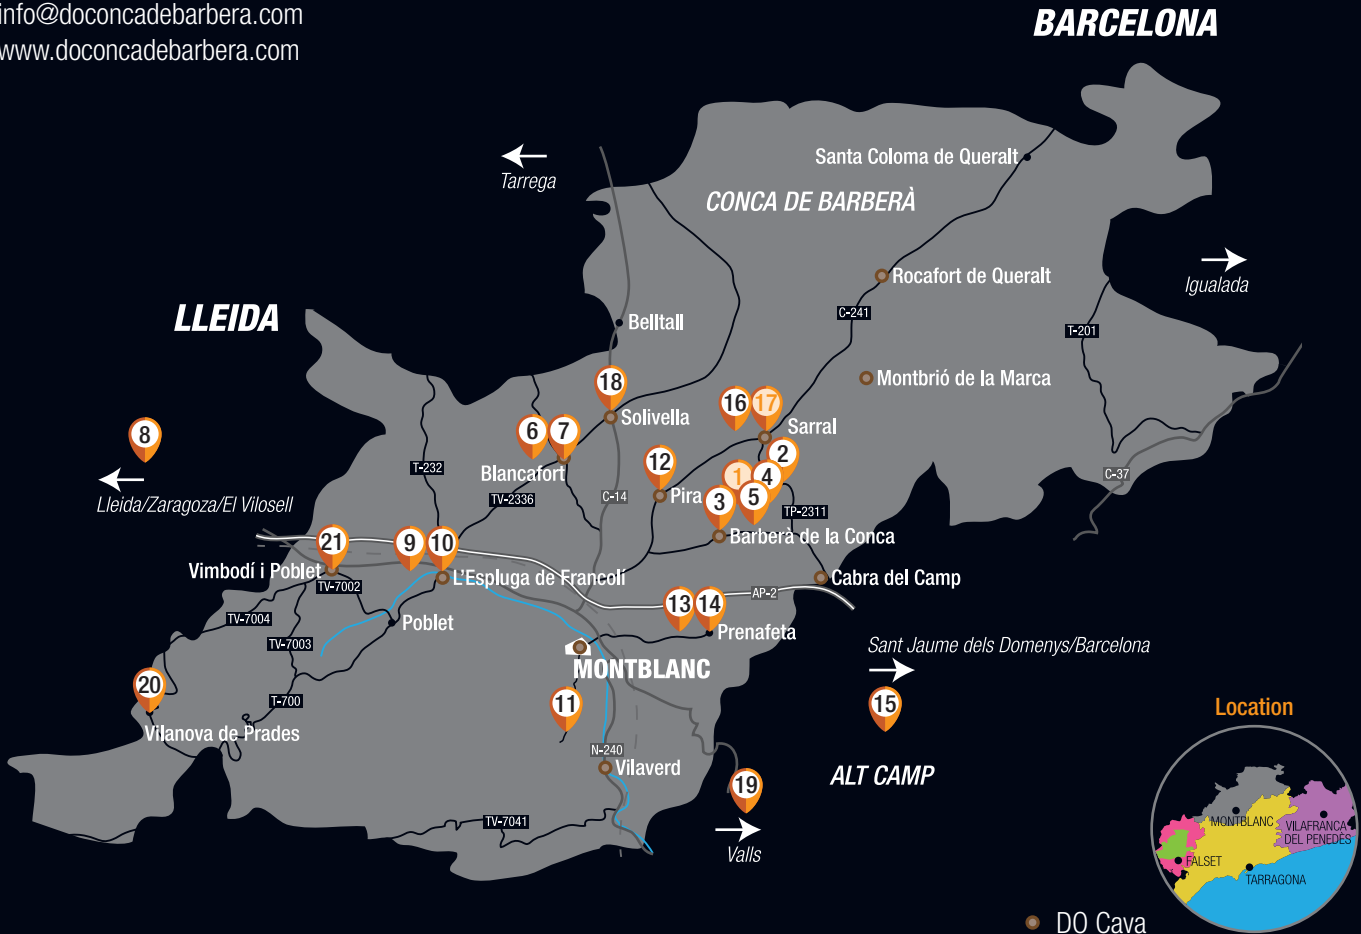 info@doconcadebarbera.com
www.doconcadebarbera.com
BARCELONA
Tarrega
Santa Coloma de Queralt
CONCA DE BARBERÀ
Rocafort de Queralt
Igualada
LLEIDA
Belltall
C-241
T-201
Montbrió de la Marca
18
16
17
Solivella
Sarral
8
6
7
2
12
1
4
Blancafort
T-232
C-37
Lleida/Zaragoza/El Vilosell
TV-2336
C-14
Pira
3
5
TP-2311
Barberà de la Conca
21
9
10
Vimbodí i Poblet
L'Espluga de Francolí
Cabra del Camp
TV-7002
AP-2
13
14
TV-7004
Poblet
Prenafeta
TV-7003
Sant Jaume dels Domenys/Barcelona
MONTBLANC
20
T-700
11
15
Location
Vilanova de Prades
N-240
Vilaverd
ALT CAMP
19
TV-7041
Valls
MONTBLANC
VILAFRANCA
DEL PENEDÈS
FALSET
TARRAGONA
DO Cava